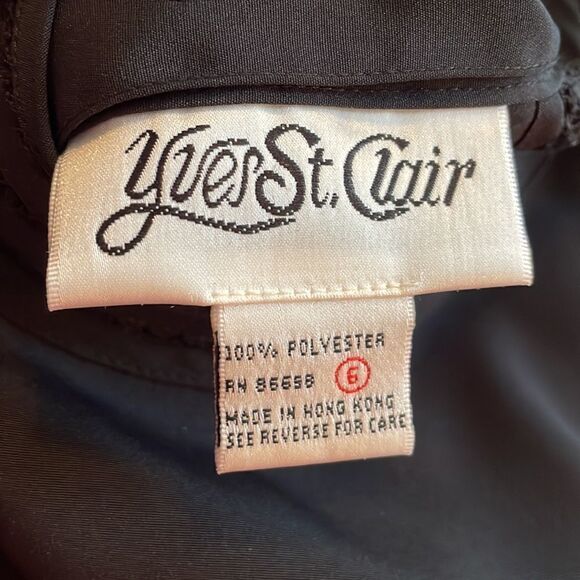 Yves St. Clair
100% POLYESTER
RN 86658 6
MADE IN HONG KONG
SEE REVERSE FOR CARE